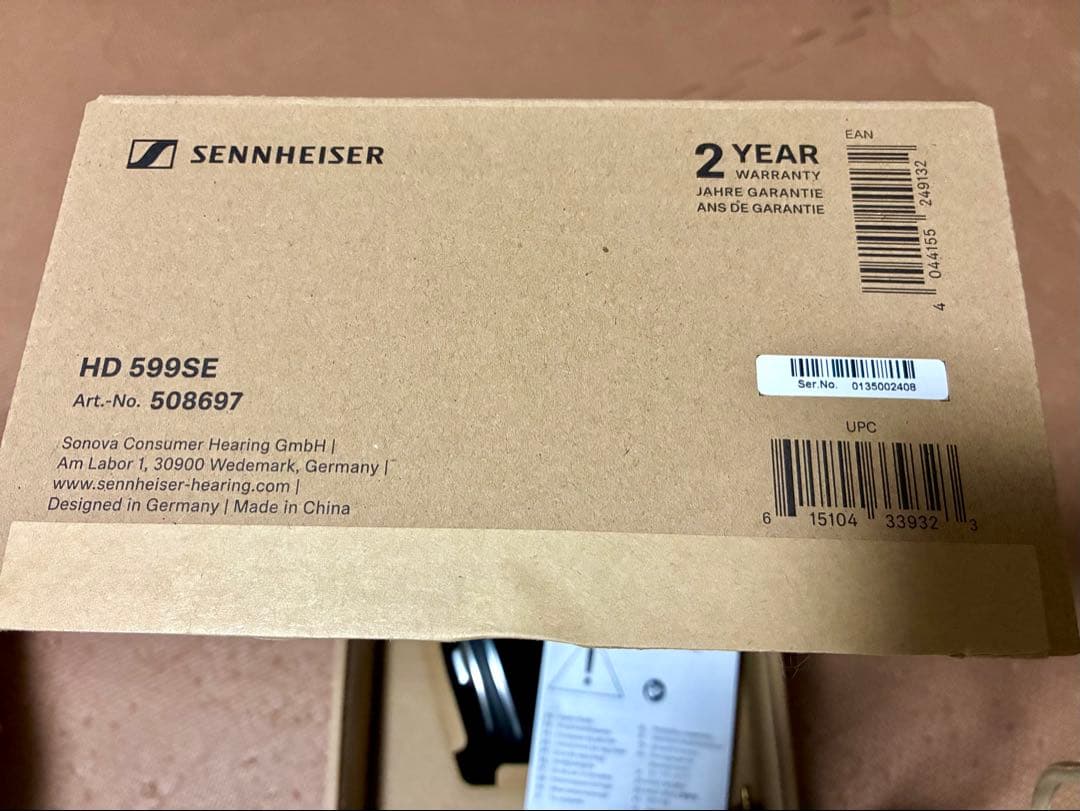 SENNHEISER
2 YEAR
WARRANTY
JAHRE GARANTIE
ANS DE GARANTIE
EAN
4 044155 249132
HD 599SE
Art.-No. 508697
Ser.No. 0135002408
Sonova Consumer Hearing GmbH |
Am Labor 1, 30900 Wedemark, Germany |
www.sennheiser-hearing.com |
Designed in Germany | Made in China
UPC
6 15104 33932 3